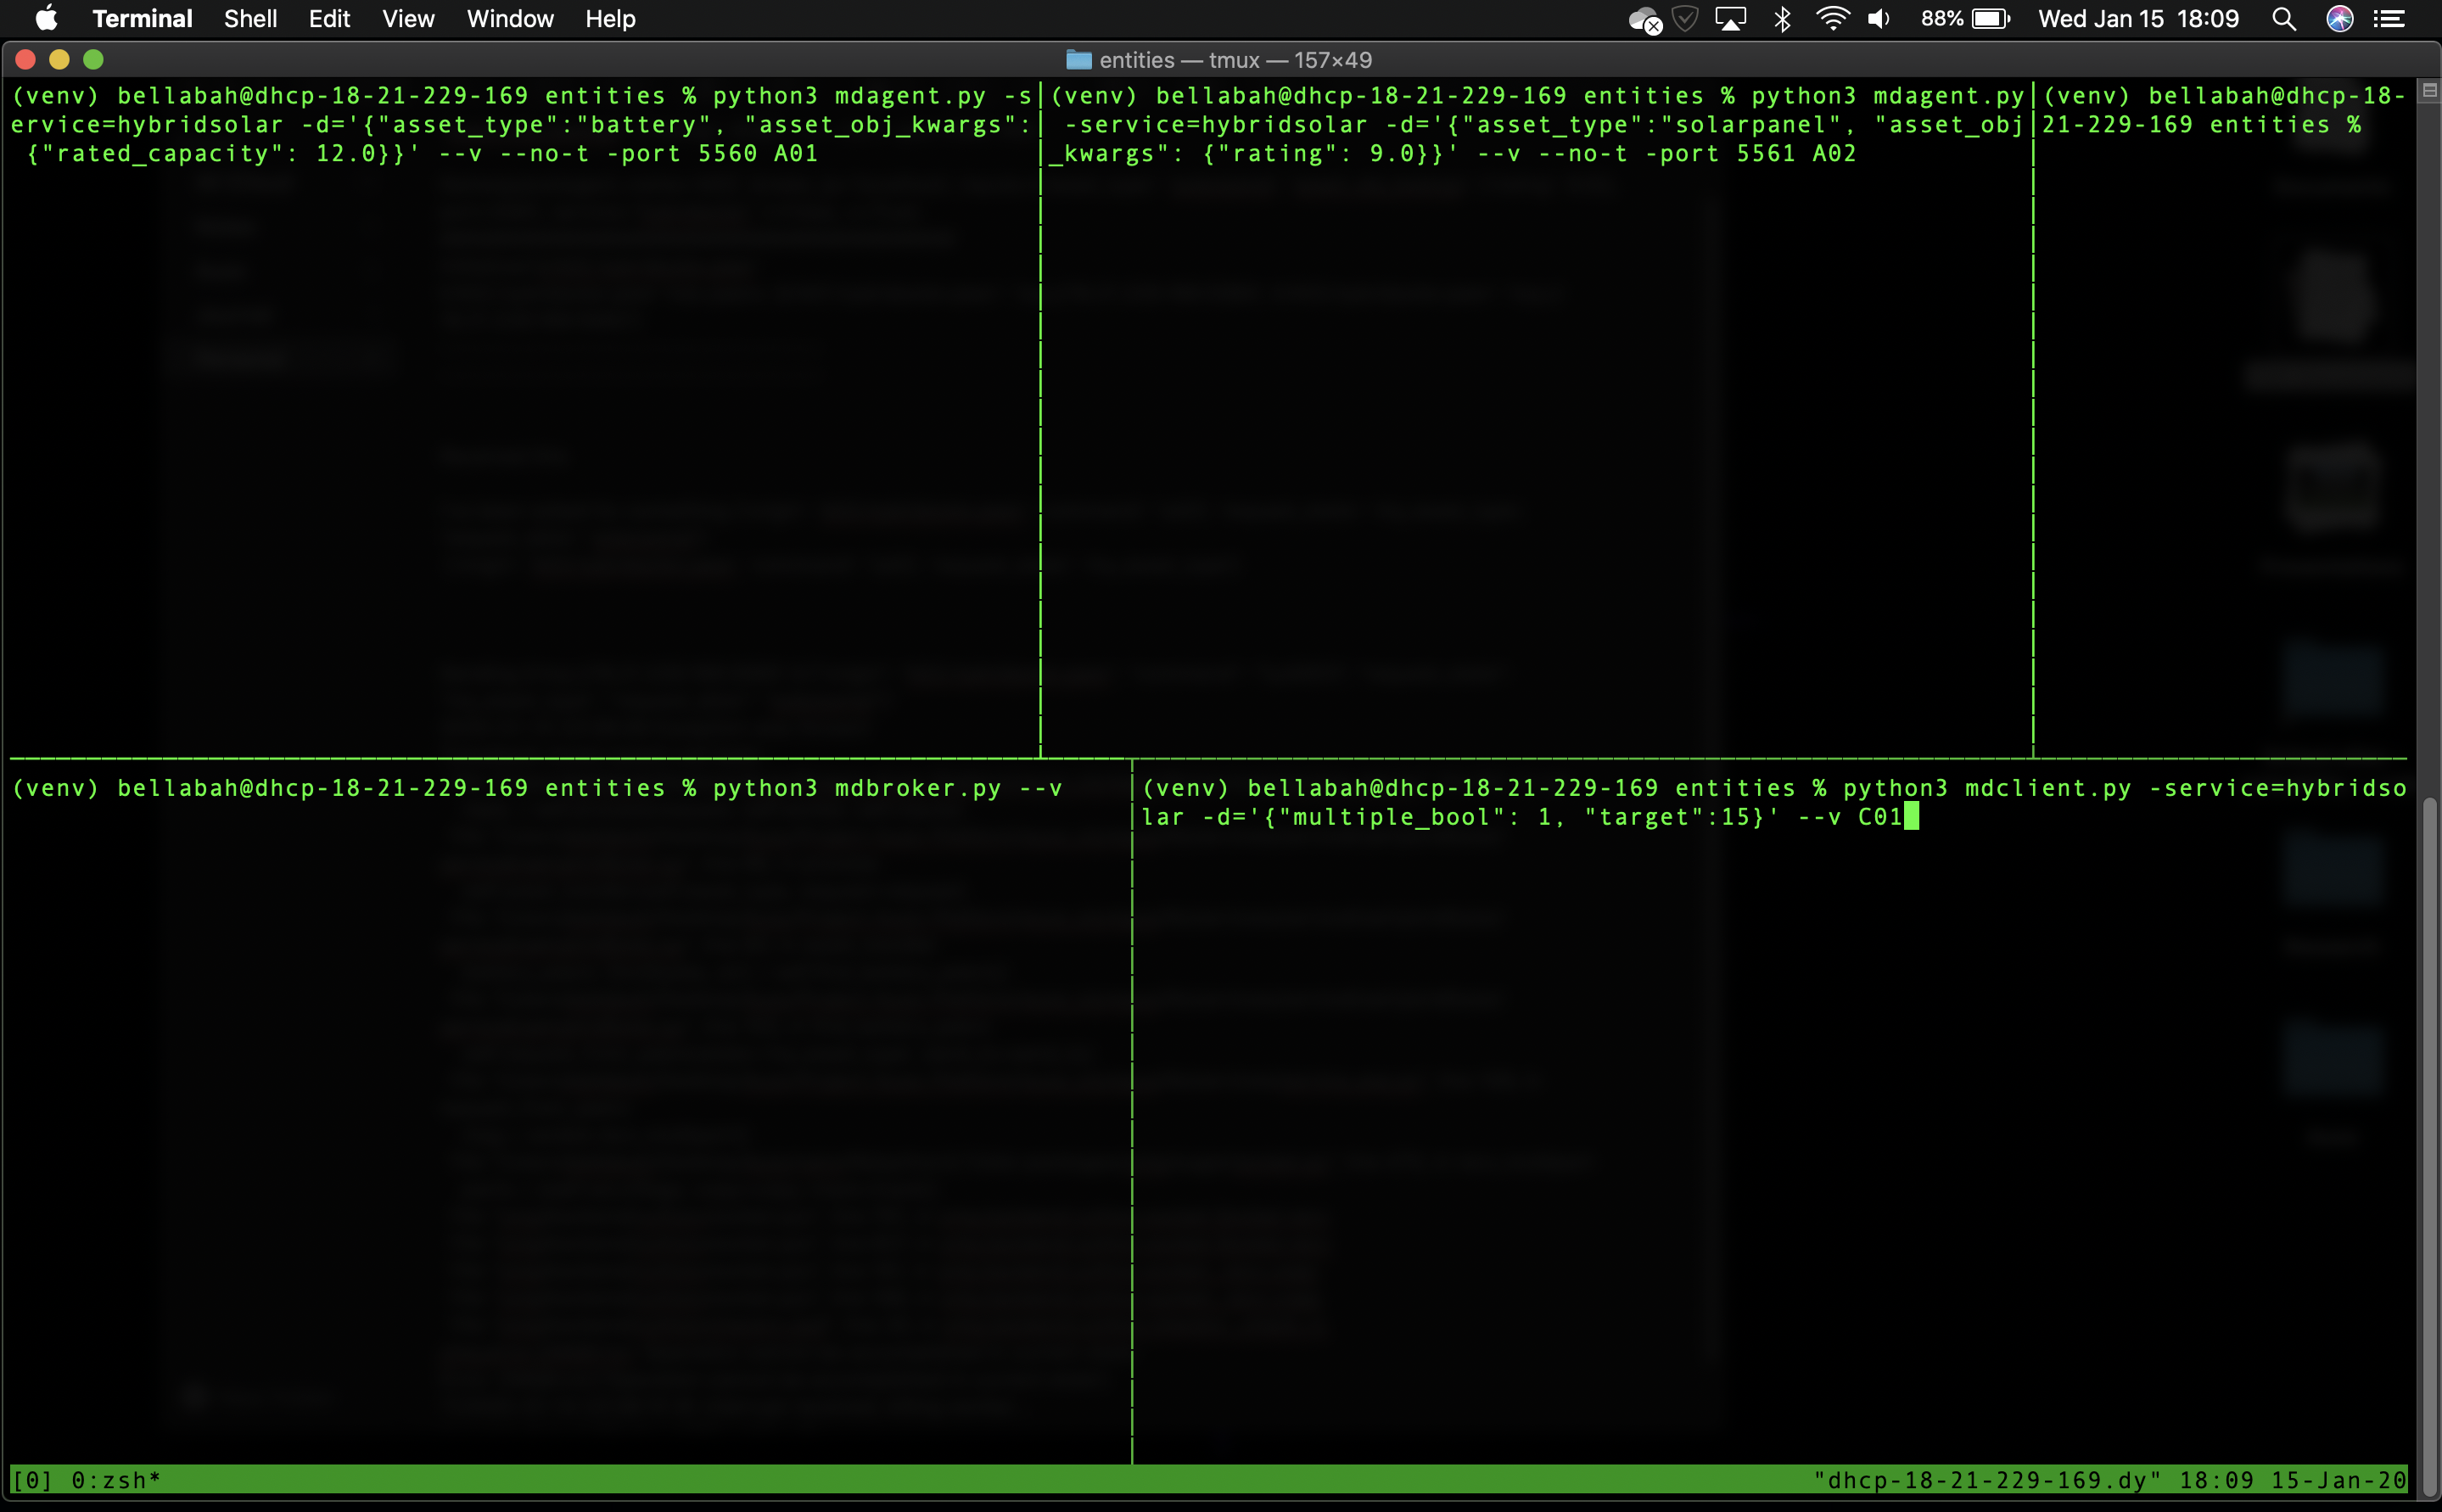 Terminal Shell Edit View Window Help 88% Wed Jan 15 18:09
entities — tmux — 157×49
(venv) bellabah@dhcp-18-21-229-169 entities % python3 mdagent.py -s
ervice=hybridsolar -d='{"asset_type":"battery", "asset_obj_kwargs":
{"rated_capacity": 12.0}}' --v --no-t -port 5560 A01
(venv) bellabah@dhcp-18-21-229-169 entities % python3 mdagent.py
-service=hybridsolar -d='{"asset_type":"solarpanel", "asset_obj
_kwargs": {"rating": 9.0}}' --v --no-t -port 5561 A02
(venv) bellabah@dhcp-18-
21-229-169 entities %
(venv) bellabah@dhcp-18-21-229-169 entities % python3 mdbroker.py --v
(venv) bellabah@dhcp-18-21-229-169 entities % python3 mdclient.py -service=hybridso
lar -d='{"multiple_bool": 1, "target":15}' --v C01
[0] 0:zsh* "dhcp-18-21-229-169.dy" 18:09 15-Jan-20